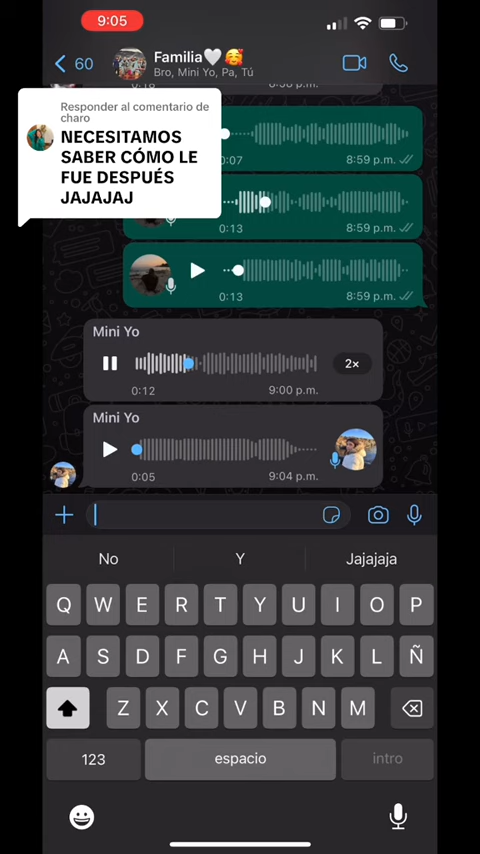 9:05
60
Familia🤍🥰
Bro, Mini Yo, Pa, Tú
Responder al comentario de
charo
NECESITAMOS
SABER CÓMO LE
FUE DESPUÉS
JAJAJAJ
0:07 8:59 p.m.
0:13 8:59 p.m.
0:13 8:59 p.m.
Mini Yo
2×
0:12 9:00 p.m.
Mini Yo
0:05 9:04 p.m.
No Y Jajajaja
Q W E R T Y U I O P
A S D F G H J K L Ñ
Z X C V B N M
123 espacio intro